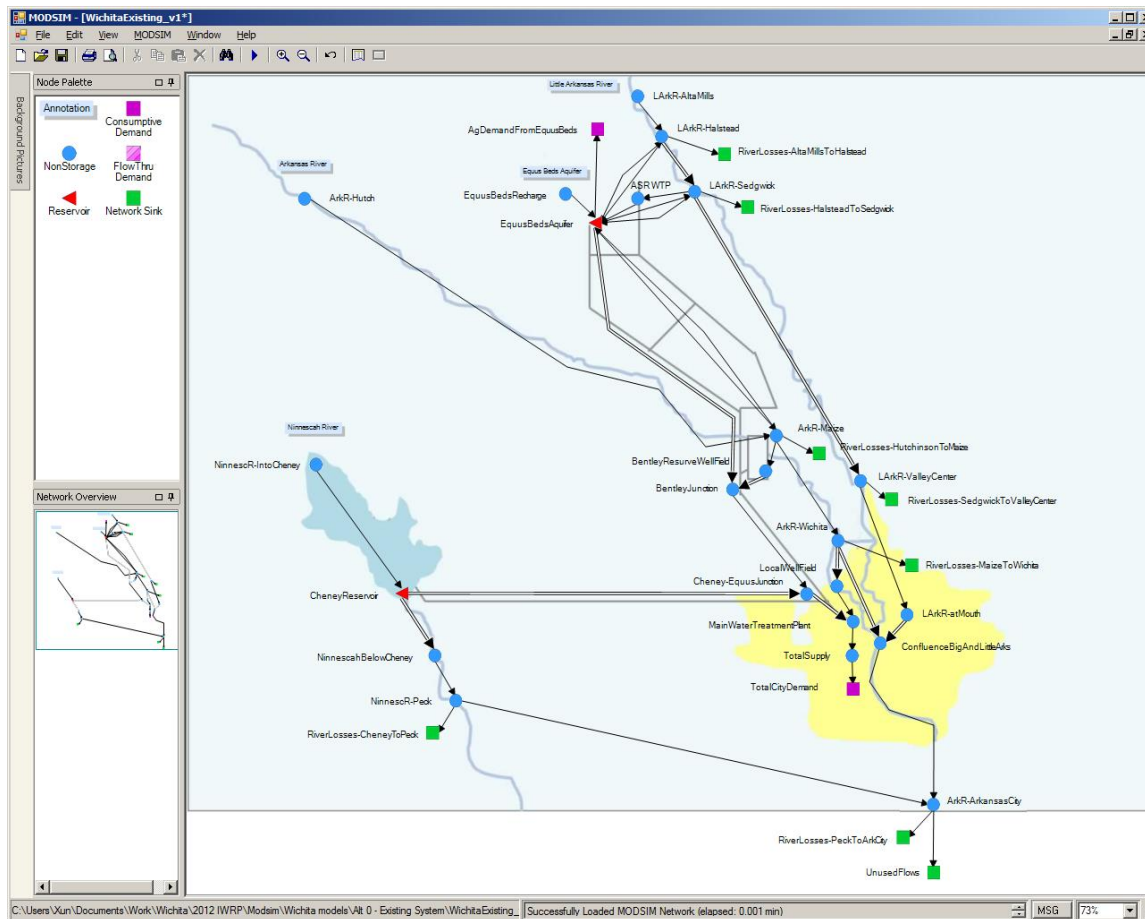 MODSIM - [WichitaExisting_v1*]
File Edit View MODSIM Window Help
Background Pictures
Node Palette
Annotation
Consumptive Demand
NonStorage
FlowThru Demand
Reservoir
Network Sink
Network Overview
Little Arkansas River
LArkR-AltaMills
AgDemandFromEquusBeds
LArkR-Halstead
RiverLosses-AltaMillsToHalstead
Arkansas River
Equus Beds Aquifer
ASR WTP
LArkR-Sedgwick
ArkR-Hutch
EquusBedsRecharge
RiverLosses-HalsteadToSedgwick
EquusBedsAquifer
Ninnescah River
ArkR-Maize
RiverLosses-HutchinsonToMaize
NinnescR-IntoCheney
BentleyResurveWellField
LArkR-ValleyCenter
BentleyJunction
RiverLosses-SedgwickToValleyCenter
ArkR-Wichita
LocalWellField
RiverLosses-MaizeToWichita
Cheney-EquusJunction
CheneyReservoir
LArkR-atMouth
MainWaterTreatmentPlant
ConfluenceBigAndLittleArks
NinnescahBelowCheney
TotalSupply
NinnescR-Peck
TotalCityDemand
RiverLosses-CheneyToPeck
ArkR-ArkansasCity
RiverLosses-PeckToArkCity
UnusedFlows
C:\Users\Xun\Documents\Work\Wichita\2012 IWRP\Modsim\Wichita models\Alt 0 - Existing System\WichitaExisting_ Successfully Loaded MODSIM Network (elapsed: 0.001 min) MSG 73%